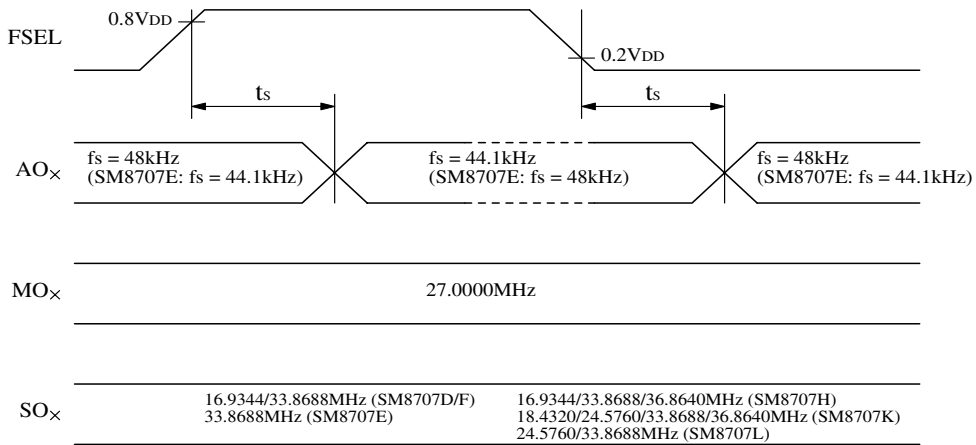 FSEL
0.8VDD
0.2VDD
ts
ts
AO×
fs = 48kHz
(SM8707E: fs = 44.1kHz)
fs = 44.1kHz
(SM8707E: fs = 48kHz)
fs = 48kHz
(SM8707E: fs = 44.1kHz)
MO×
27.0000MHz
SO×
16.9344/33.8688MHz (SM8707D/F)
33.8688MHz (SM8707E)
16.9344/33.8688/36.8640MHz (SM8707H)
18.4320/24.5760/33.8688/36.8640MHz (SM8707K)
24.5760/33.8688MHz (SM8707L)